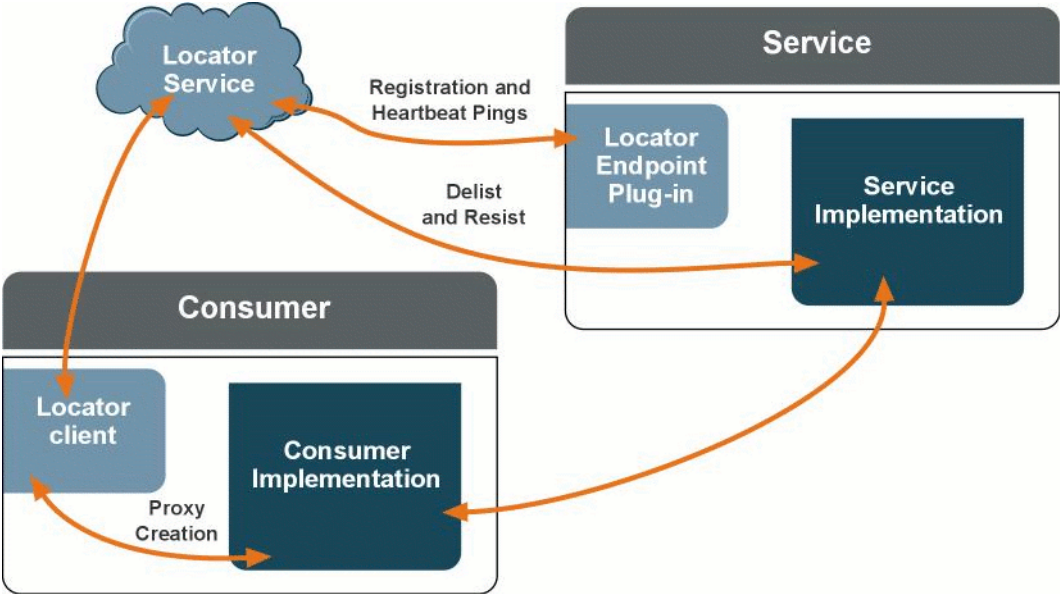 Locator
Service
Service
Registration and
Heartbeat Pings
Locator
Endpoint
Plug-in
Service
Implementation
Delist
and Resist
Consumer
Locator
client
Consumer
Implementation
Proxy
Creation